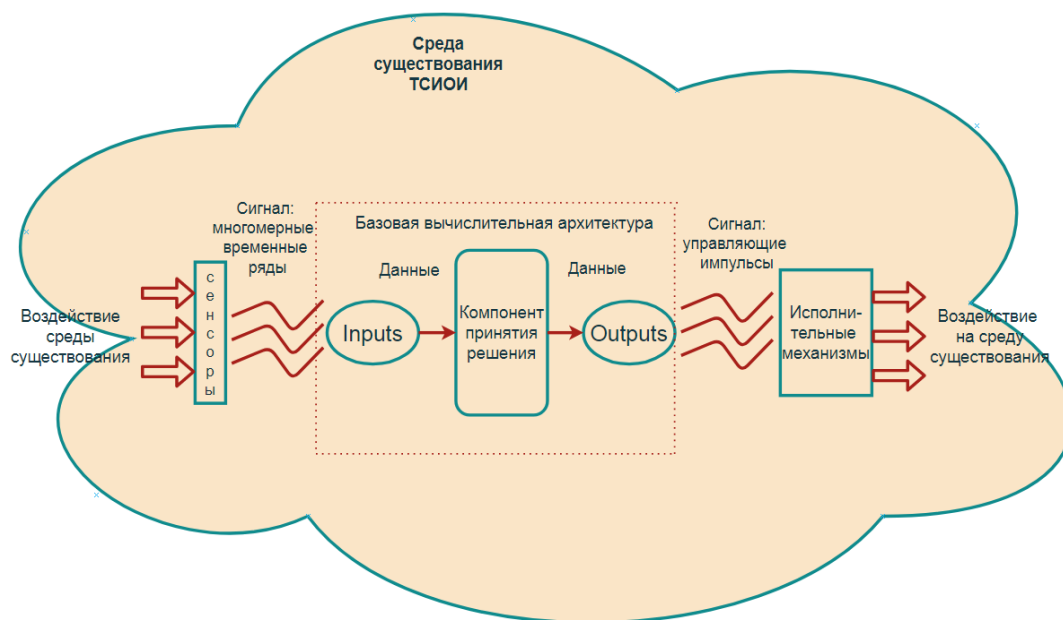 Среда
существования
ТСИОИ
Сигнал:
многомерные
временные
ряды
Базовая вычислительная архитектура
Сигнал:
управляющие
импульсы
Данные
Данные
Воздействие
среды
существования
сенсоры
Inputs
Компонент
принятия
решения
Outputs
Исполни-
тельные
механизмы
Воздействие
на среду
существования